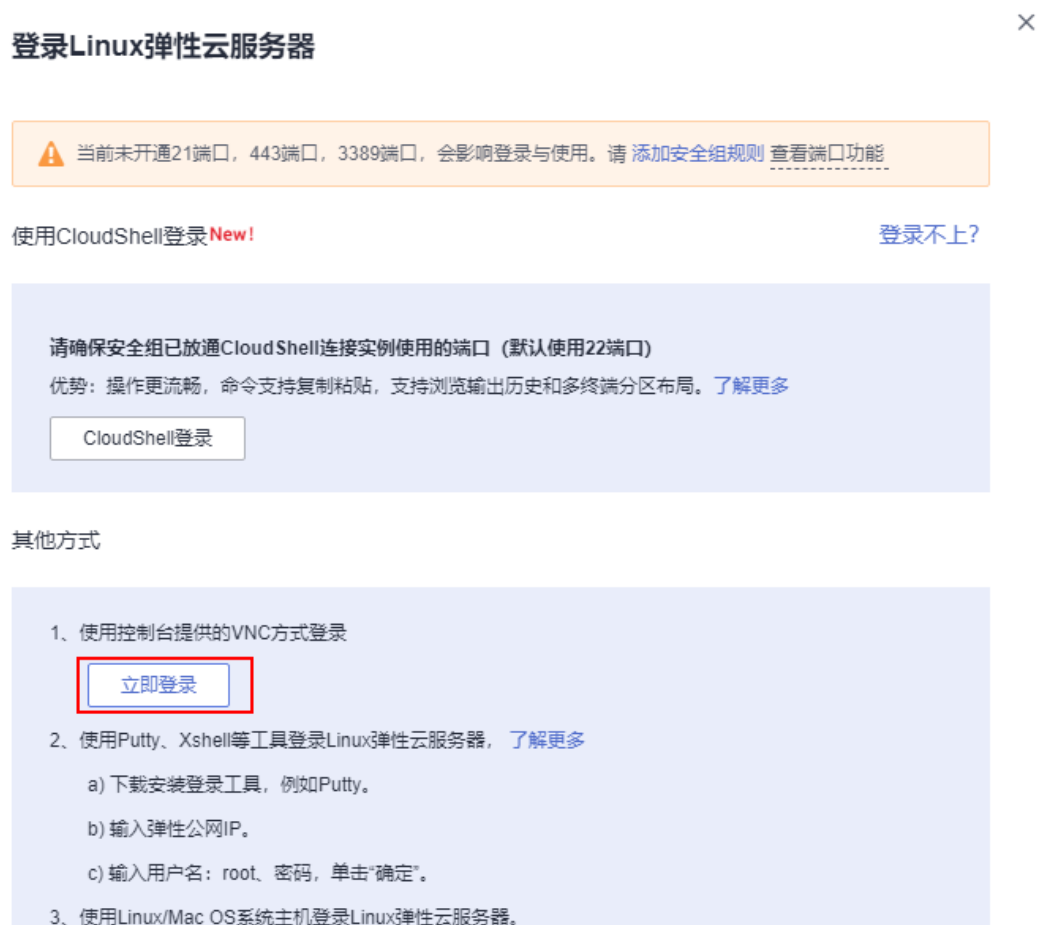 登录Linux弹性云服务器
当前未开通21端口，443端口，3389端口，会影响登录与使用。请 添加安全组规则 查看端口功能
使用CloudShell登录New!
登录不上?
请确保安全组已放通CloudShell连接实例使用的端口（默认使用22端口)
优势：操作更流畅，命令支持复制粘贴，支持浏览输出历史和多终端分区布局。了解更多
CloudShell登录
其他方式
1、使用控制台提供的VNC方式登录
立即登录
2、使用Putty、Xshell等工具登录Linux弹性云服务器， 了解更多
a) 下载安装登录工具，例如Putty。
b) 输入弹性公网IP。
c) 输入用户名：root、密码，单击“确定”。
3、使用Linux/Mac OS系统主机登录Linux弹性云服务器。